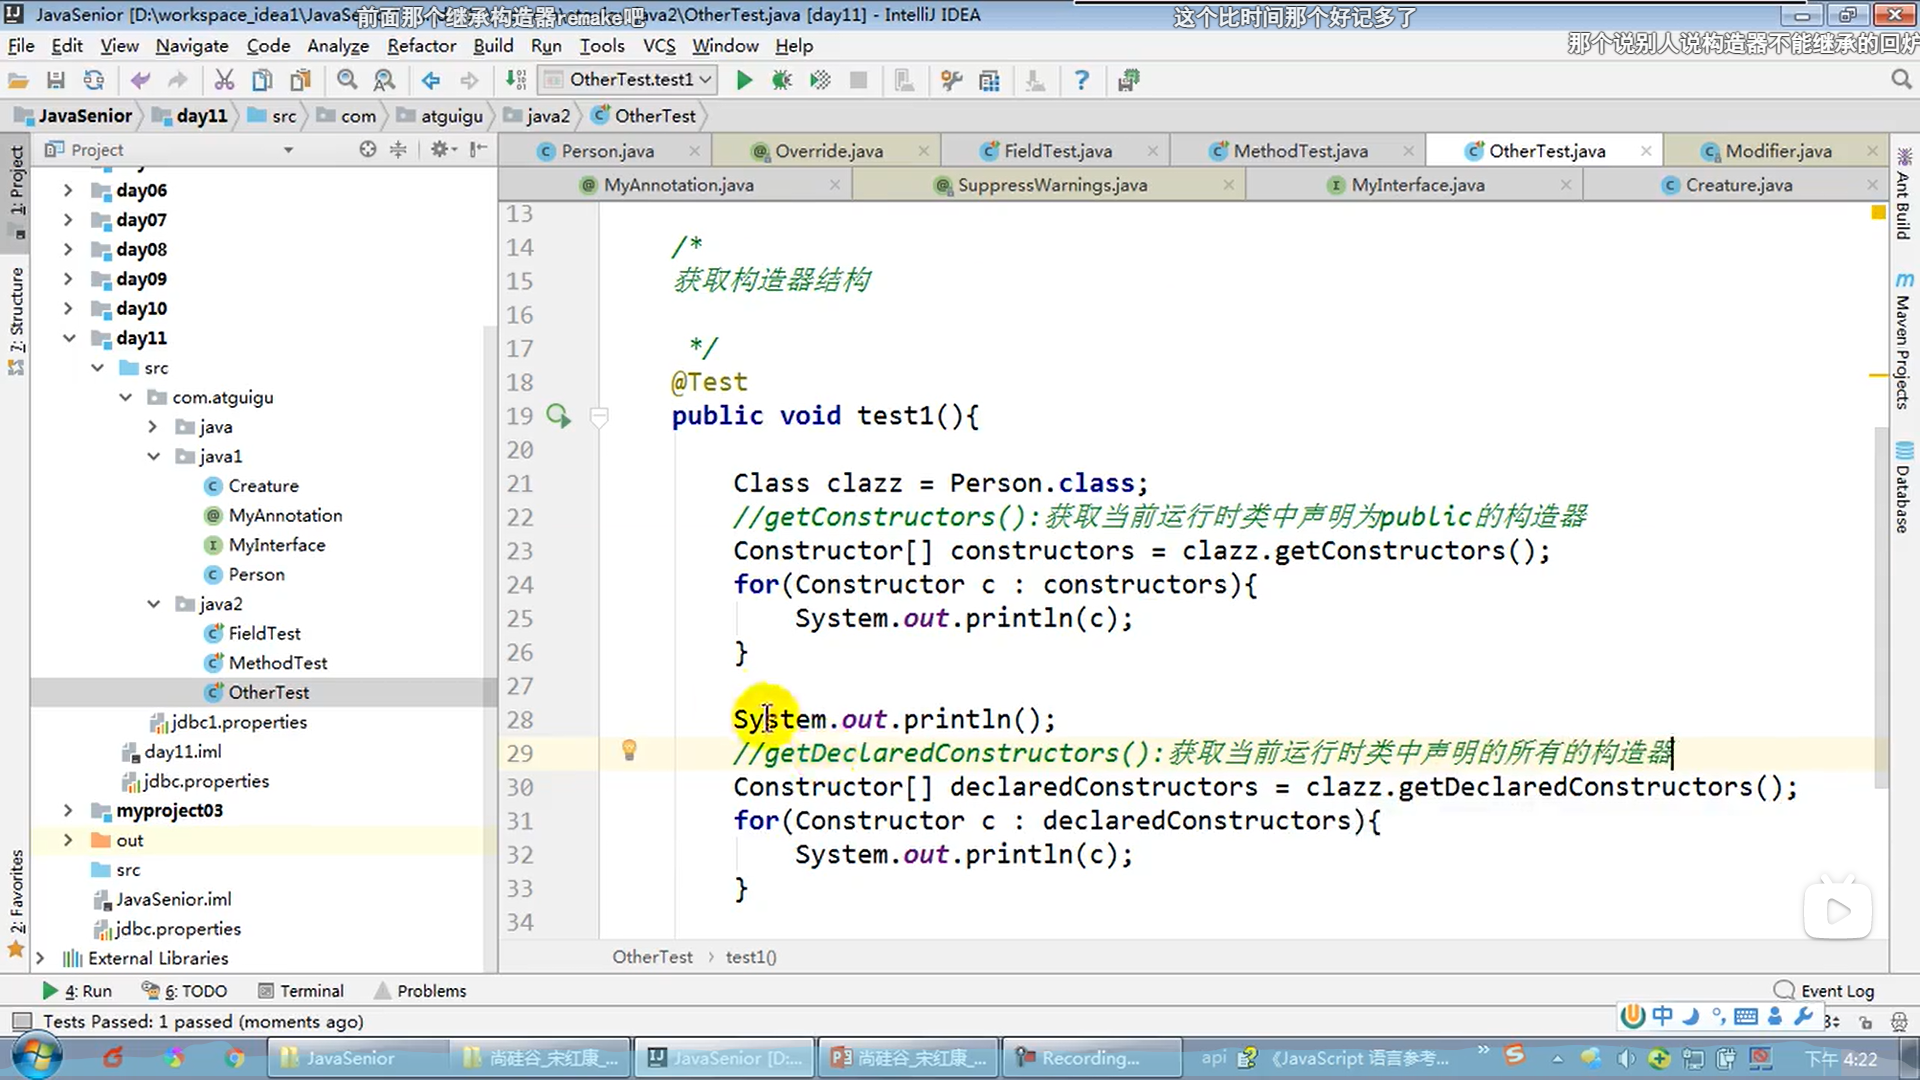 JavaSenior [D:\workspace_idea1\JavaSe
java2\OtherTest.java [day11] - IntelliJ IDEA
前面那个继承构造器remake吧
这个比时间那个好记多了
那个说别人说构造器不能继承的回炉
File Edit View Navigate Code Analyze Refactor Build Run Tools VCS Window Help
OtherTest.test1
JavaSenior day11 src com atguigu java2 OtherTest
Project
Person.java Override.java FieldTest.java MethodTest.java OtherTest.java Modifier.java
MyAnnotation.java SuppressWarnings.java MyInterface.java Creature.java
1: Project
7: Structure
2: Favorites
day06
day07
day08
day09
day10
day11
src
com.atguigu
java
java1
Creature
MyAnnotation
MyInterface
Person
java2
FieldTest
MethodTest
OtherTest
jdbc1.properties
day11.iml
jdbc.properties
myproject03
out
src
JavaSenior.iml
jdbc.properties
External Libraries
13
14 /*
15 获取构造器结构
16
17 */
18 @Test
19 public void test1(){
20
21 Class clazz = Person.class;
22 //getConstructors():获取当前运行时类中声明为public的构造器
23 Constructor[] constructors = clazz.getConstructors();
24 for(Constructor c : constructors){
25 System.out.println(c);
26 }
27
28 System.out.println();
29 //getDeclaredConstructors():获取当前运行时类中声明的所有的构造器
30 Constructor[] declaredConstructors = clazz.getDeclaredConstructors();
31 for(Constructor c : declaredConstructors){
32 System.out.println(c);
33 }
34
Ant Build
Maven Projects
Database
OtherTest test1()
4: Run 6: TODO Terminal Problems Event Log
Tests Passed: 1 passed (moments ago)
中
JavaSenior 尚硅谷_宋红康_... JavaSenior [D:... 尚硅谷_宋红康_... Recording... api 《JavaScript 语言参考... 下午 4:22